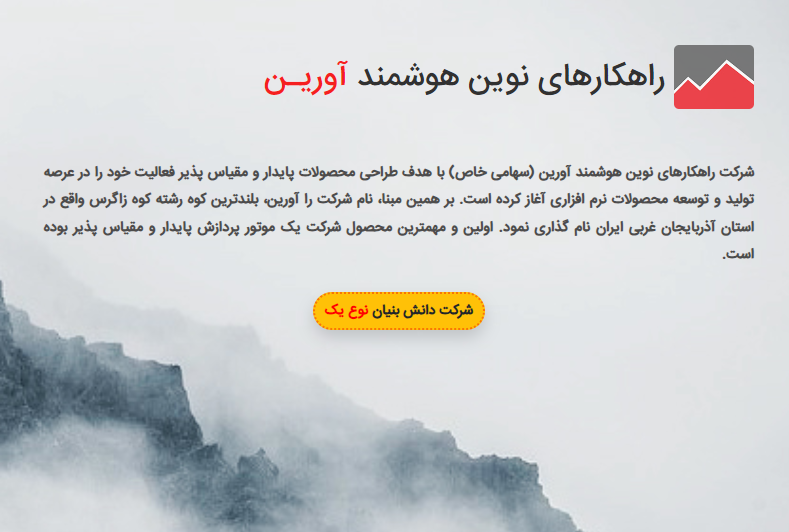 راهکارهای نوین هوشمند آوریـن
شرکت راهکارهای نوین هوشمند آورین (سهامی خاص) با هدف طراحی محصولات پایدار و مقیاس پذیر فعالیت خود را در عرصه
تولید و توسعه محصولات نرم افزاری آغاز کرده است. بر همین مبنا، نام شرکت را آورین، بلندترین کوه رشته کوه زاگرس واقع در
استان آذربایجان غربی ایران نام گذاری نمود. اولین و مهمترین محصول شرکت یک موتور پردازش پایدار و مقیاس پذیر بوده
است.
شرکت دانش بنیان نوع یک